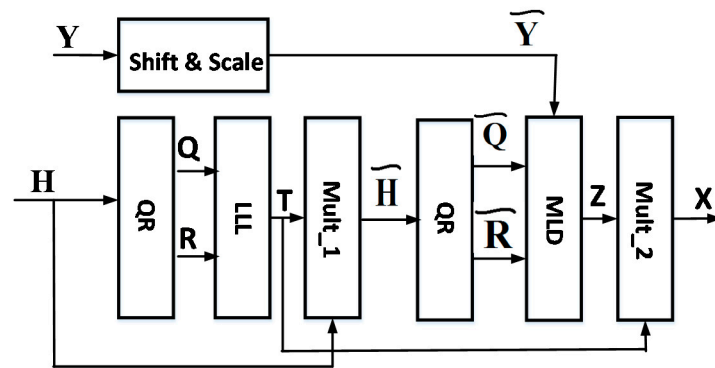 Y
Shift & Scale
Ỹ
H
QR
Q
R
LLL
T
Mult_1
H̃
QR
Q̃
R̃
MLD
Z
Mult_2
X